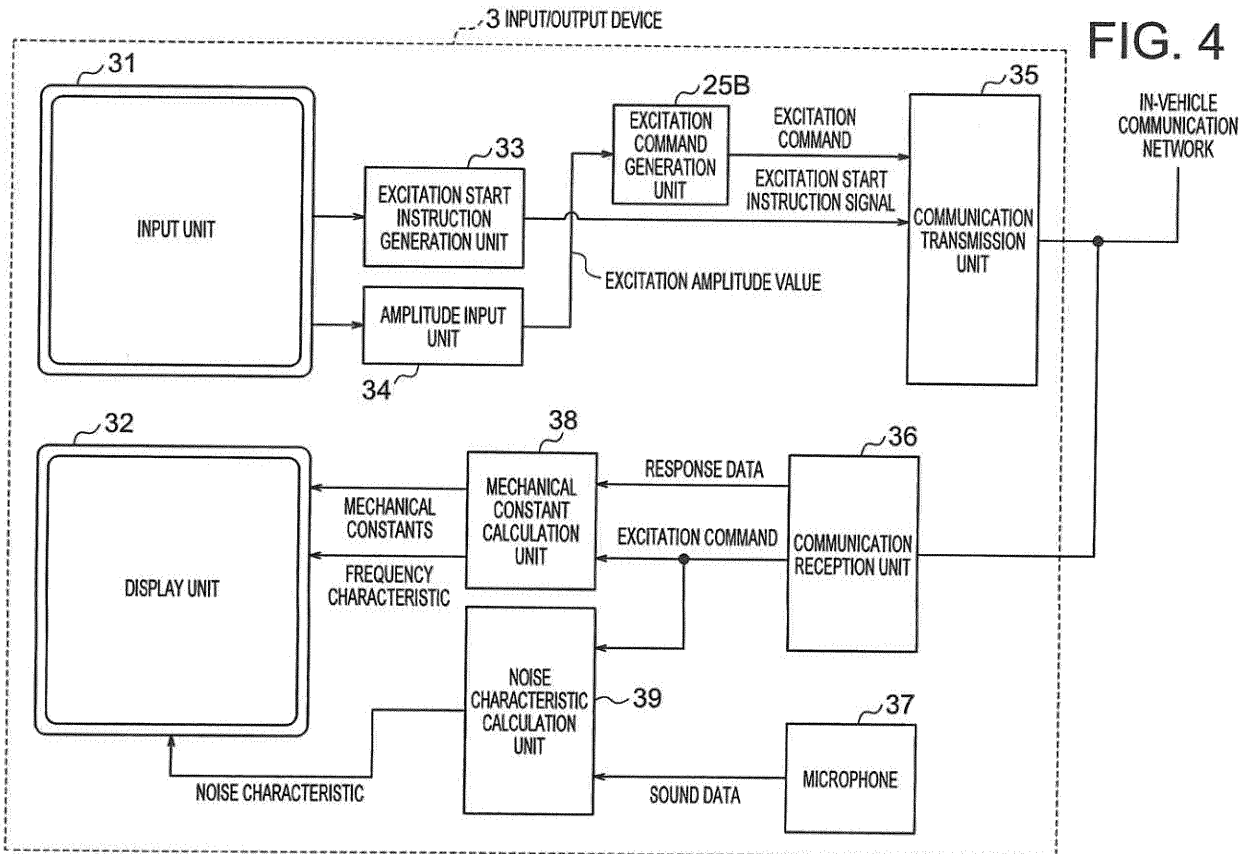 3 INPUT/OUTPUT DEVICE
FIG. 4
31
INPUT UNIT
33
EXCITATION START
INSTRUCTION
GENERATION UNIT
AMPLITUDE INPUT
UNIT
34
25B
EXCITATION
COMMAND
GENERATION
UNIT
EXCITATION
COMMAND
EXCITATION START
INSTRUCTION SIGNAL
EXCITATION AMPLITUDE VALUE
35
COMMUNICATION
TRANSMISSION
UNIT
IN-VEHICLE
COMMUNICATION
NETWORK
32
DISPLAY UNIT
MECHANICAL
CONSTANTS
FREQUENCY
CHARACTERISTIC
38
MECHANICAL
CONSTANT
CALCULATION
UNIT
RESPONSE DATA
EXCITATION COMMAND
36
COMMUNICATION
RECEPTION UNIT
NOISE
CHARACTERISTIC
CALCULATION
UNIT
39
37
MICROPHONE
SOUND DATA
NOISE CHARACTERISTIC